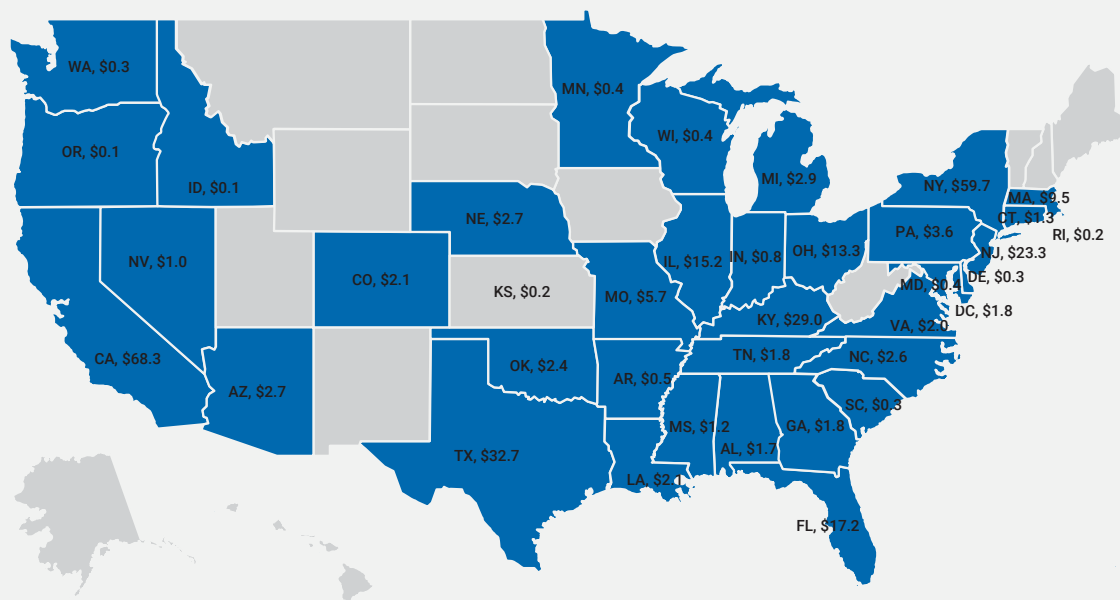 WA, $0.3
MN, $0.4
OR, $0.1
WI, $0.4
ID, $0.1
MI, $2.9
NY, $59.7
MA, $9.5
NE, $2.7
CT, $1.3
RI, $0.2
PA, $3.6
NV, $1.0
NJ, $23.3
IL, $15.2
IN, $0.8
OH, $13.3
CO, $2.1
DE, $0.3
MD, $0.4
KS, $0.2
MO, $5.7
DC, $1.8
KY, $29.0
VA, $2.0
CA, $68.3
TN, $1.8
NC, $2.6
OK, $2.4
AR, $0.5
AZ, $2.7
SC, $0.3
MS, $1.2
GA, $1.8
AL, $1.7
TX, $32.7
LA, $2.1
FL, $17.2